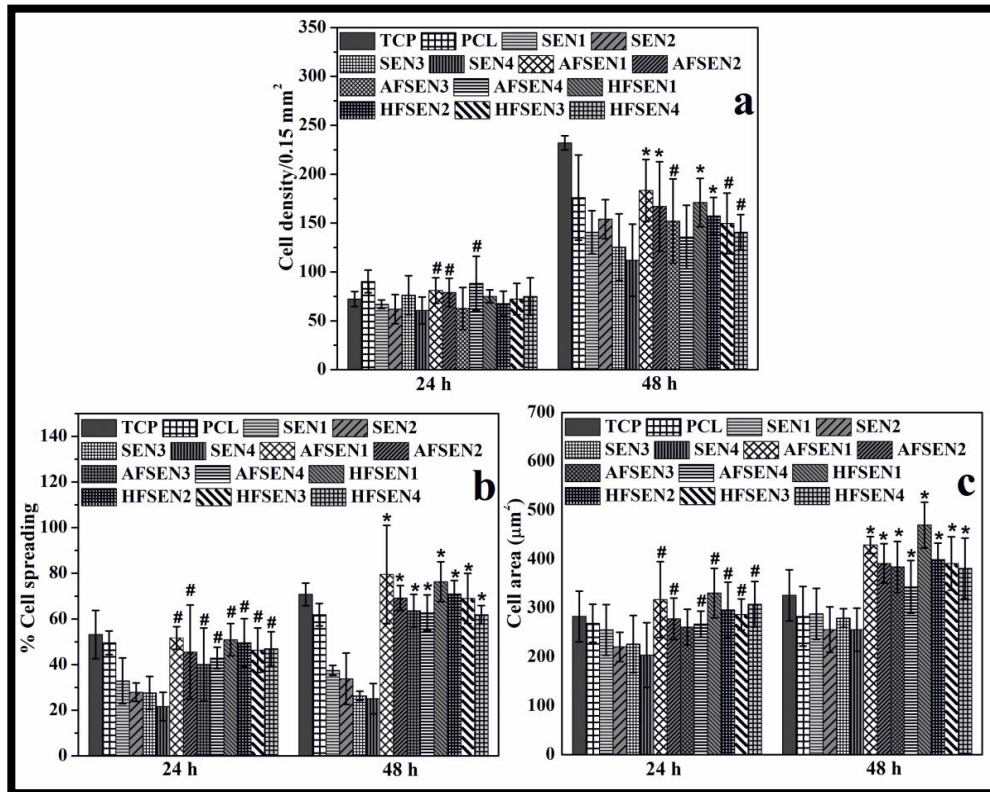 TCP PCL SEN1 SEN2
SEN3 SEN4 AFSEN1 AFSEN2
AFSEN3 AFSEN4 HFSEN1
HFSEN2 HFSEN3 HFSEN4
a
Cell density/0.15 mm²
350
300
250
200
150
100
50
0
# # # * * # * * # #
24 h 48 h
TCP PCL SEN1 SEN2
SEN3 SEN4 AFSEN1 AFSEN2
AFSEN3 AFSEN4 HFSEN1
HFSEN2 HFSEN3 HFSEN4
b
% Cell spreading
140
120
100
80
60
40
20
0
# # # # # # # # * * * * * * * *
24 h 48 h
TCP PCL SEN1 SEN2
SEN3 SEN4 AFSEN1 AFSEN2
AFSEN3 AFSEN4 HFSEN1
HFSEN2 HFSEN3 HFSEN4
c
Cell area (μm²)
700
600
500
400
300
200
100
0
# # # # # # # * * * * * * * *
24 h 48 h